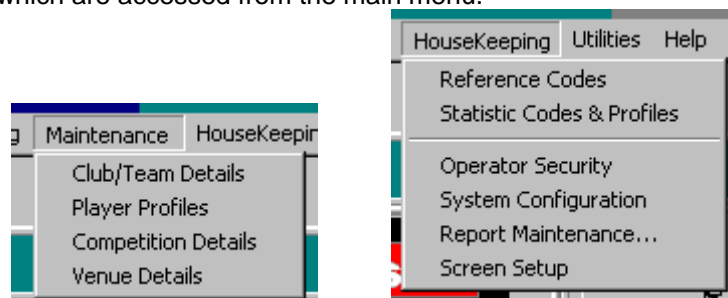 which are accessed from the main menu.
Maintenance HouseKeepin
Club/Team Details
Player Profiles
Competition Details
Venue Details
HouseKeeping Utilities Help
Reference Codes
Statistic Codes & Profiles
Operator Security
System Configuration
Report Maintenance...
Screen Setup